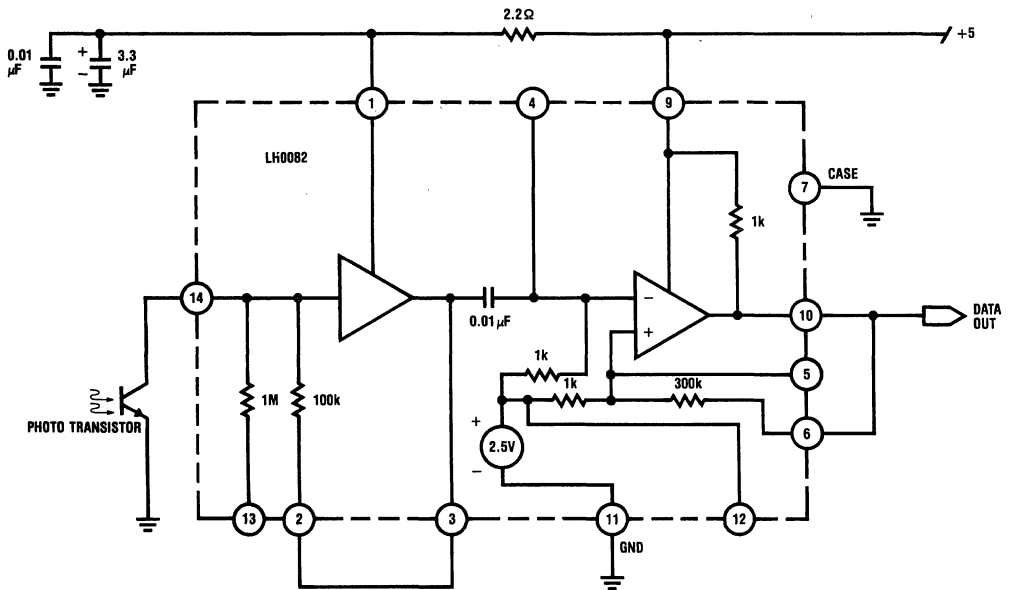 2.2Ω
+5
0.01
μF
+
−
3.3
μF
1
4
9
LH0082
7
CASE
1k
14
0.01 μF
−
+
10
DATA
OUT
1k
5
1M
100k
1k
300k
PHOTO TRANSISTOR
+
2.5V
−
6
13
2
3
11
12
GND